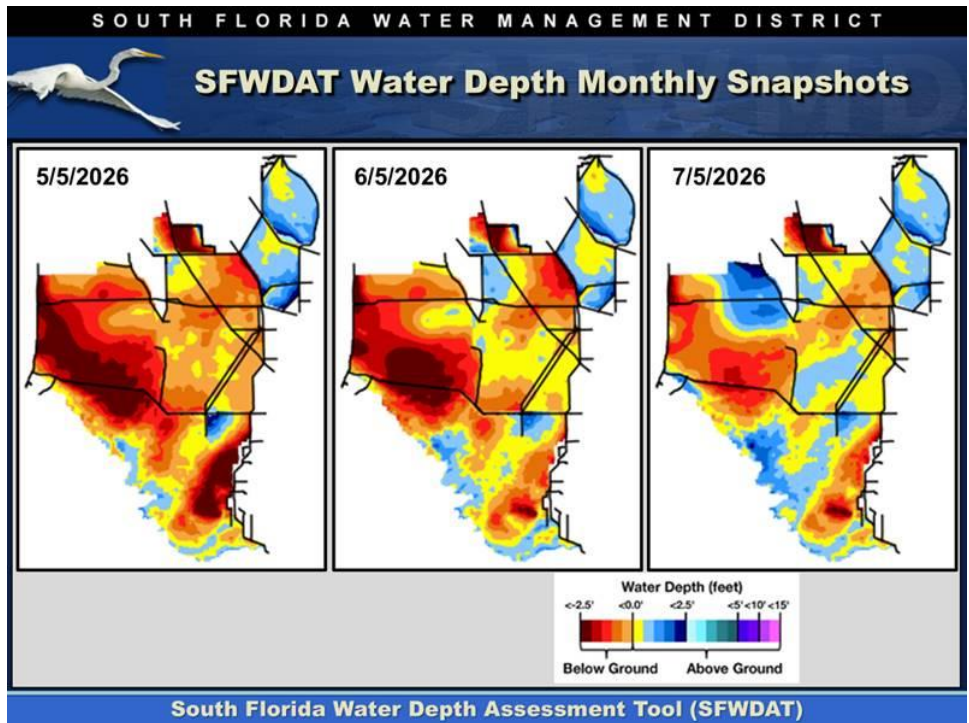 SOUTH FLORIDA WATER MANAGEMENT DISTRICT
SFWDAT Water Depth Monthly Snapshots
5/5/2026
6/5/2026
7/5/2026
Water Depth (feet)
<-2.5' <0.0' <2.5' <5' <10' <15'
Below Ground Above Ground
South Florida Water Depth Assessment Tool (SFWDAT)